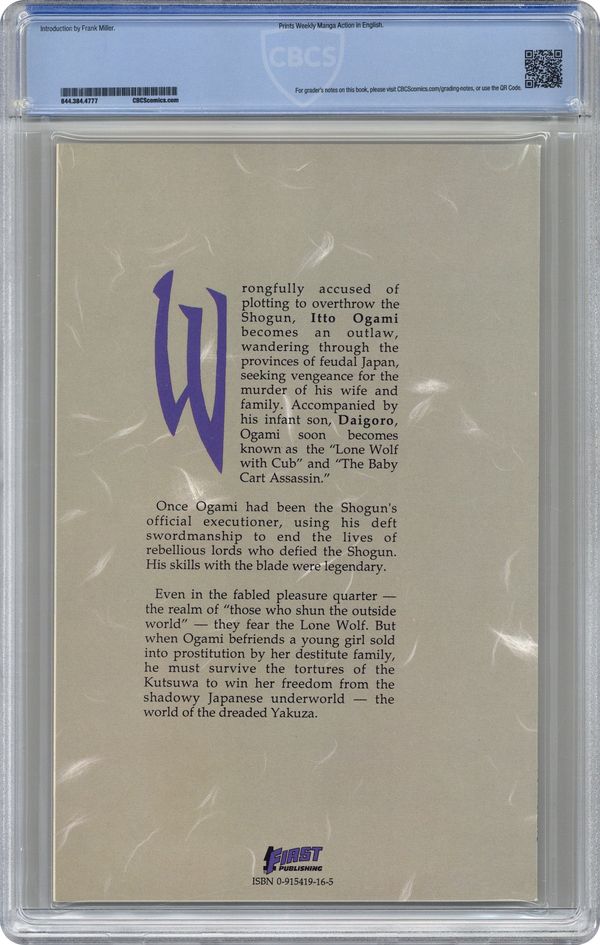 Introduction by Frank Miller.
Prints Weekly Manga Action in English.
CBCS
For grader's notes on this book, please visit CBCScomics.com/grading-notes, or use the QR Code.
844.384.4777 CBCScomics.com
Wrongfully accused of
plotting to overthrow the
Shogun, Itto Ogami
becomes an outlaw,
wandering through the
provinces of feudal Japan,
seeking vengeance for the
murder of his wife and
family. Accompanied by
his infant son, Daigoro,
Ogami soon becomes
known as the “Lone Wolf
with Cub” and “The Baby
Cart Assassin.”
Once Ogami had been the Shogun's
official executioner, using his deft
swordmanship to end the lives of
rebellious lords who defied the Shogun.
His skills with the blade were legendary.
Even in the fabled pleasure quarter —
the realm of “those who shun the outside
world” — they fear the Lone Wolf. But
when Ogami befriends a young girl sold
into prostitution by her destitute family,
he must survive the tortures of the
Kutsuwa to win her freedom from the
shadowy Japanese underworld — the
world of the dreaded Yakuza.
FIRST
PUBLISHING
ISBN 0-915419-16-5